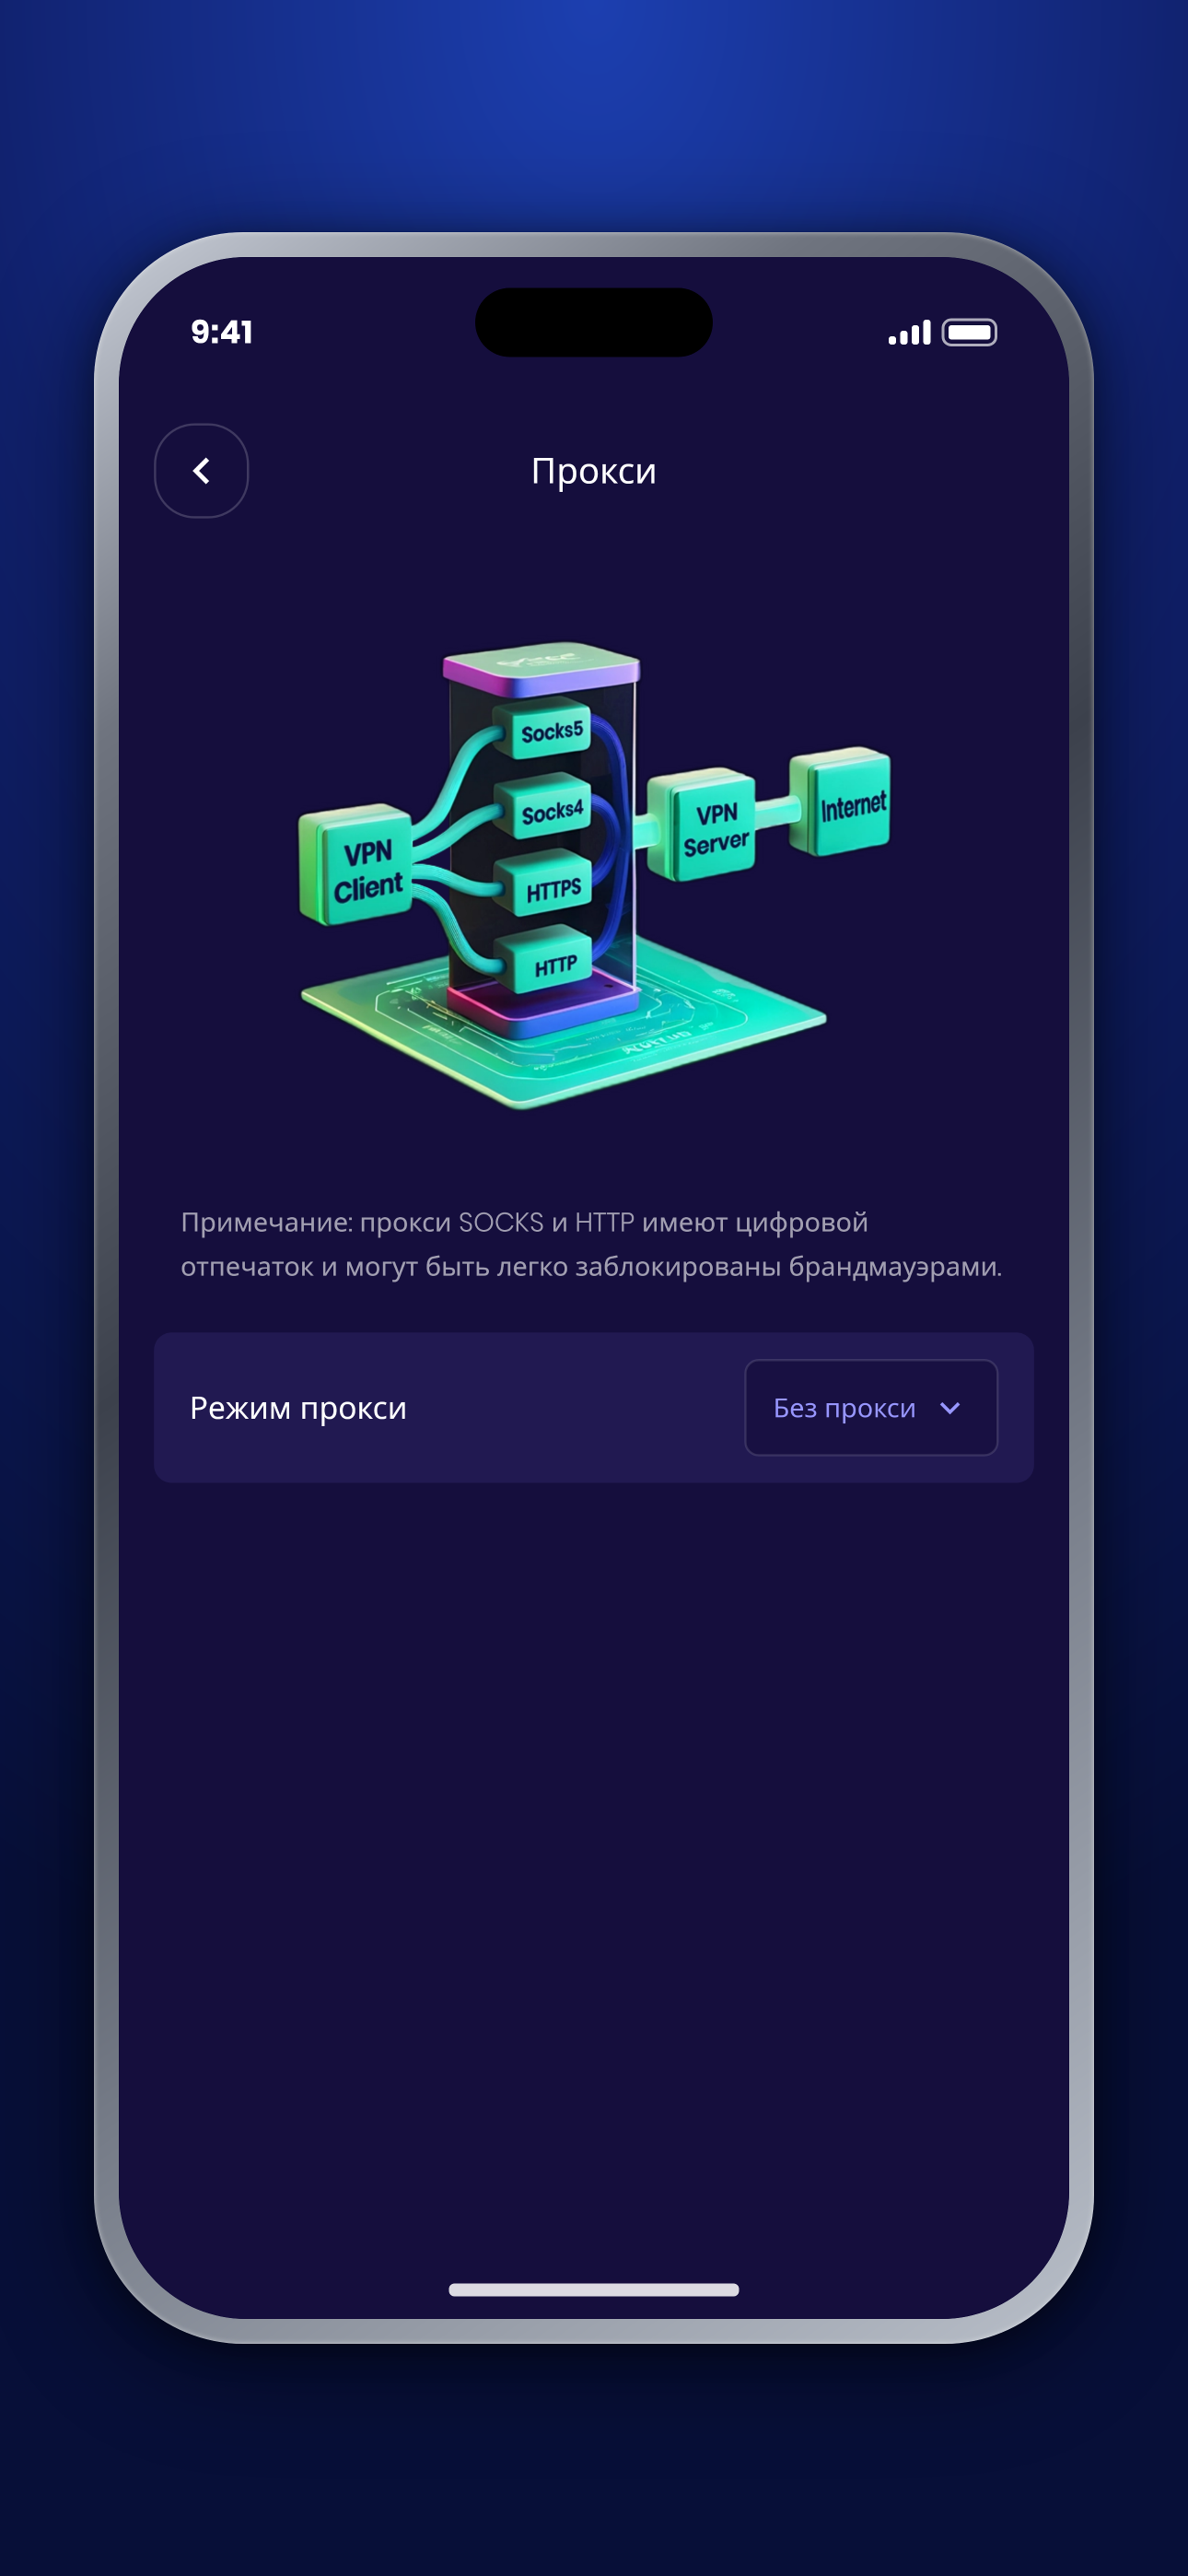 9:41
Прокси
Socks5
Socks4
HTTPS
HTTP
VPN
Client
VPN
Server
Internet
Примечание: прокси SOCKS и HTTP имеют цифровой
отпечаток и могут быть легко заблокированы брандмауэрами.
Режим прокси
Без прокси